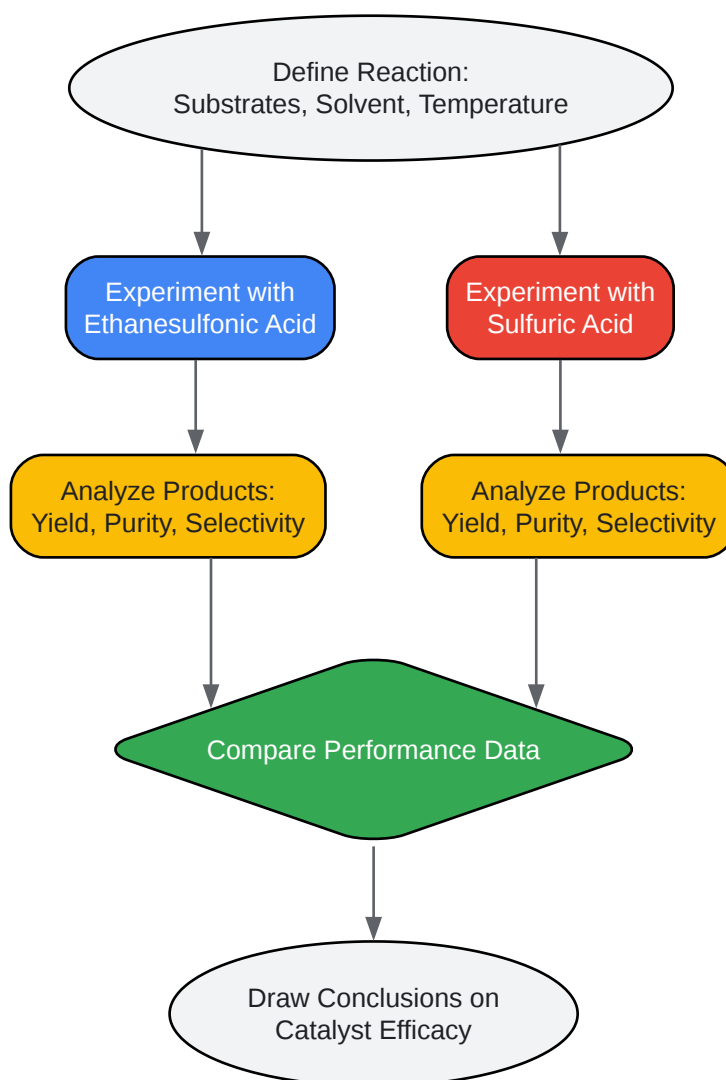 Define Reaction:
Substrates, Solvent, Temperature
Experiment with
Ethanesulfonic Acid
Experiment with
Sulfuric Acid
Analyze Products:
Yield, Purity, Selectivity
Analyze Products:
Yield, Purity, Selectivity
Compare Performance Data
Draw Conclusions on
Catalyst Efficacy